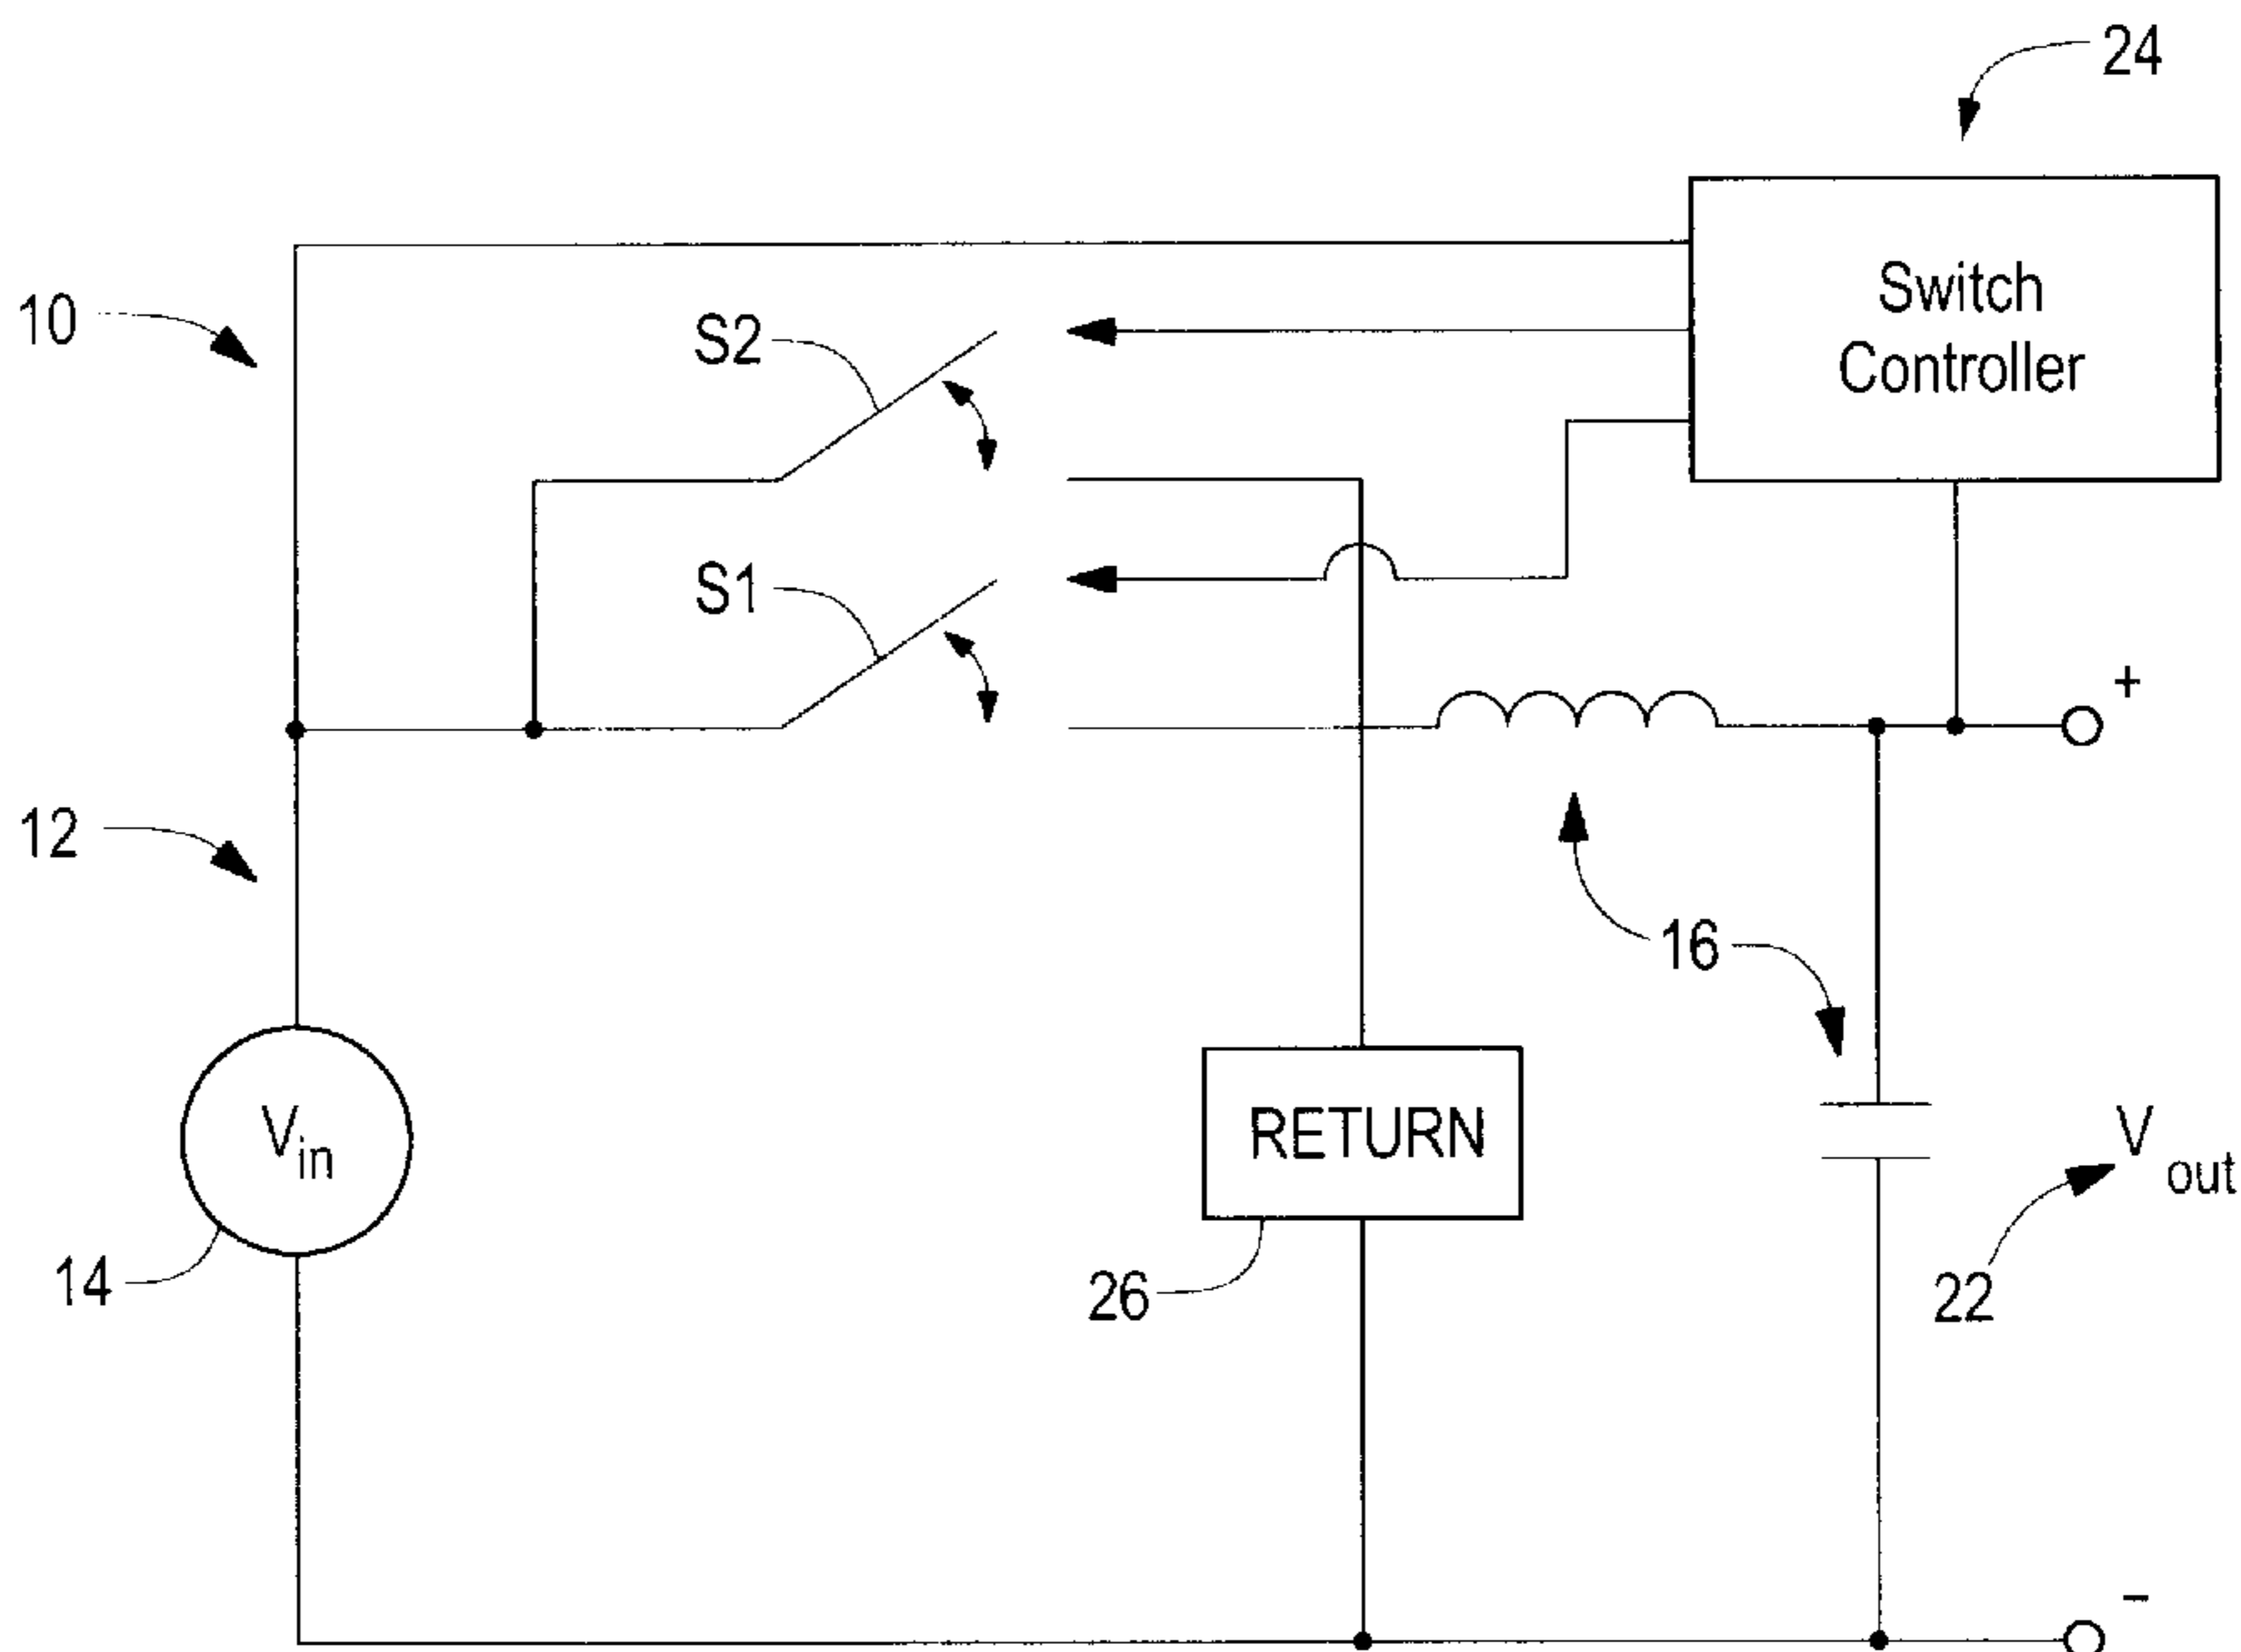 24
Switch
Controller
10
S2
S1
+
12
16
V in
RETURN
V out
14
26
22
−